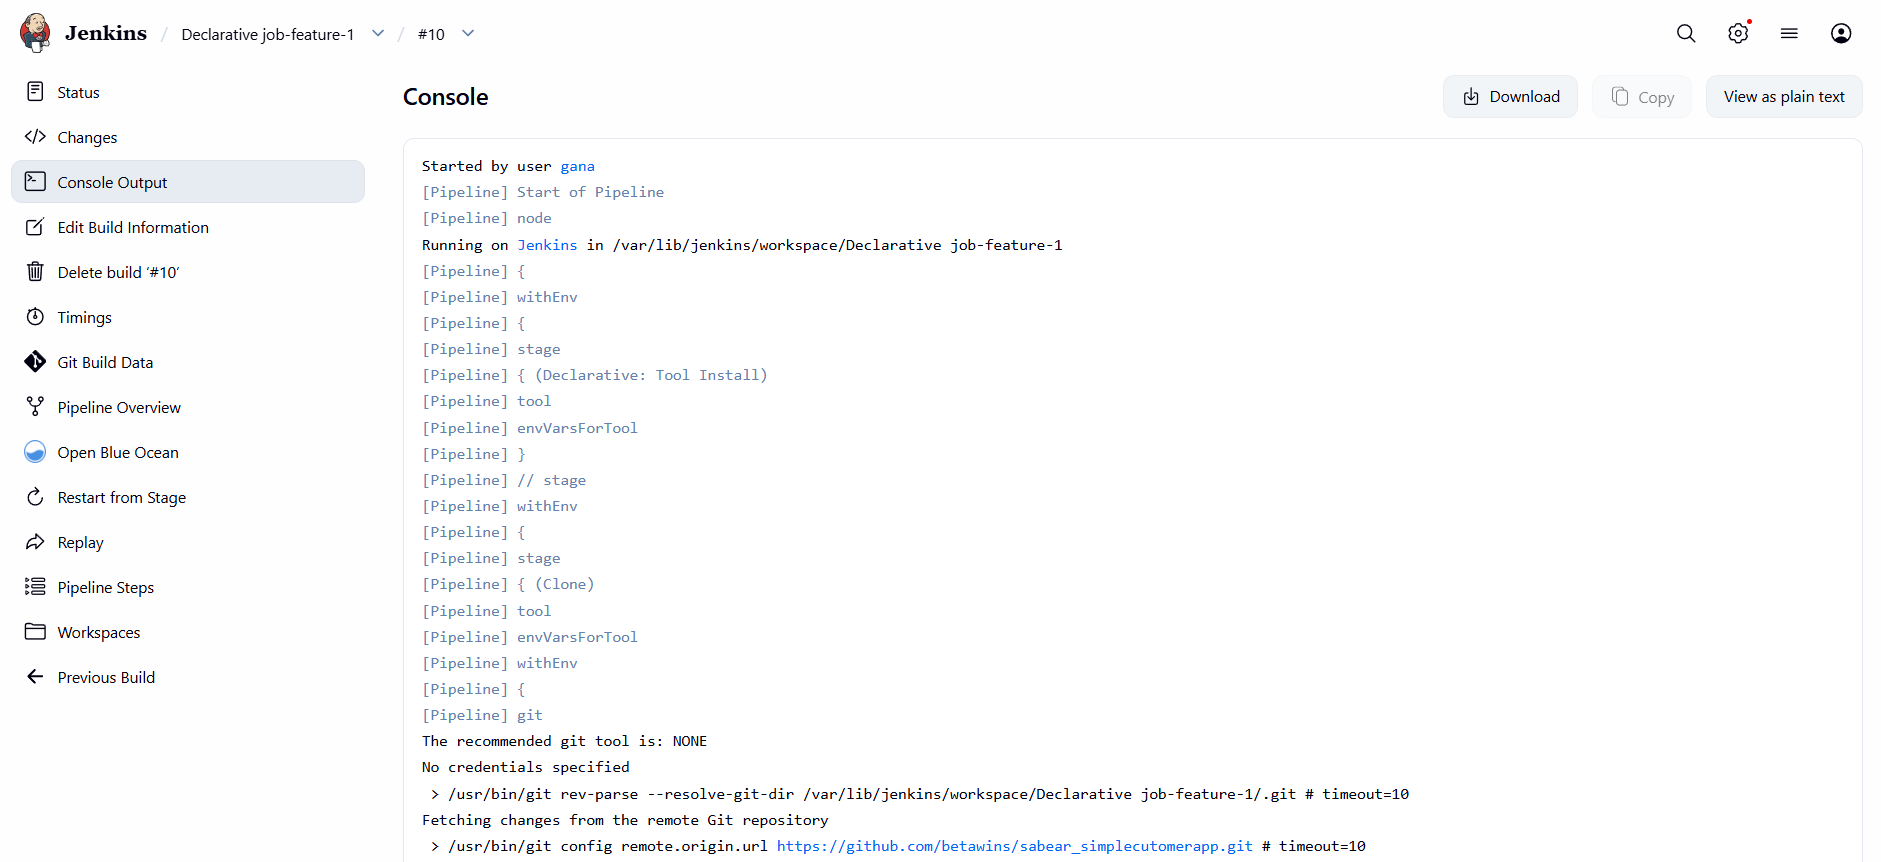 Jenkins / Declarative job-feature-1 / #10
Status
Changes
Console Output
Edit Build Information
Delete build ‘#10’
Timings
Git Build Data
Pipeline Overview
Open Blue Ocean
Restart from Stage
Replay
Pipeline Steps
Workspaces
Previous Build
Console
Download
Copy
View as plain text
Started by user gana
[Pipeline] Start of Pipeline
[Pipeline] node
Running on Jenkins in /var/lib/jenkins/workspace/Declarative job-feature-1
[Pipeline] {
[Pipeline] withEnv
[Pipeline] {
[Pipeline] stage
[Pipeline] { (Declarative: Tool Install)
[Pipeline] tool
[Pipeline] envVarsForTool
[Pipeline] }
[Pipeline] // stage
[Pipeline] withEnv
[Pipeline] {
[Pipeline] stage
[Pipeline] { (Clone)
[Pipeline] tool
[Pipeline] envVarsForTool
[Pipeline] withEnv
[Pipeline] {
[Pipeline] git
The recommended git tool is: NONE
No credentials specified
> /usr/bin/git rev-parse --resolve-git-dir /var/lib/jenkins/workspace/Declarative job-feature-1/.git # timeout=10
Fetching changes from the remote Git repository
> /usr/bin/git config remote.origin.url https://github.com/betawins/sabear_simplecutomerapp.git # timeout=10